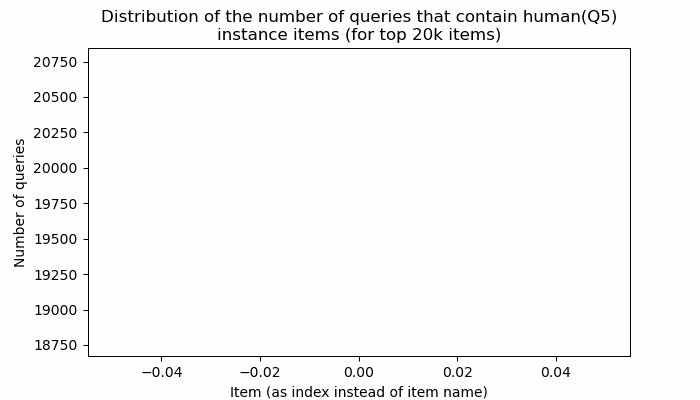 Distribution of the number of queries that contain human(Q5)
instance items (for top 20k items)
Number of queries
20750
20500
20250
20000
19750
19500
19250
19000
18750
−0.04 −0.02 0.00 0.02 0.04
Item (as index instead of item name)